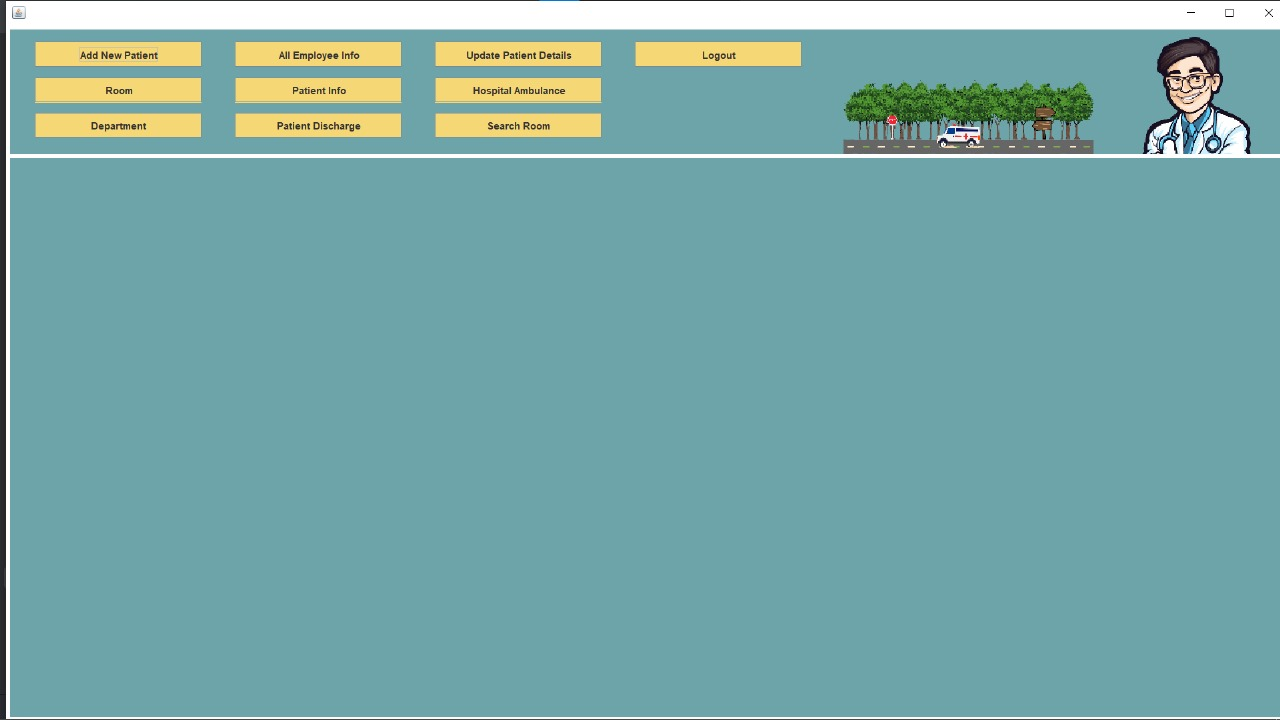 Add New Patient
All Employee Info
Update Patient Details
Logout
Room
Patient Info
Hospital Ambulance
Department
Patient Discharge
Search Room